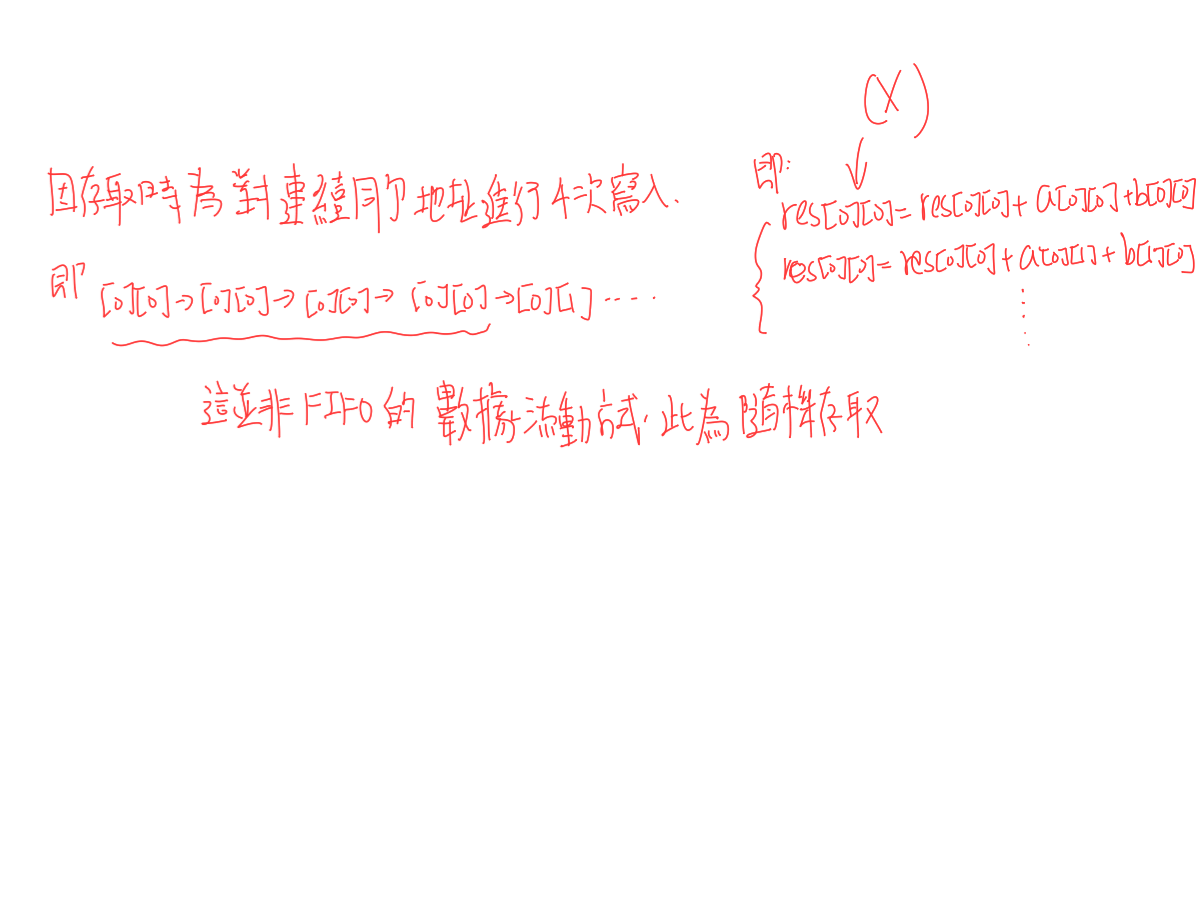 (X)
因存取時為對連續同個地址進行4次寫入.
即:
res[0][0]= res[0][0]+ a[0][0]+b[0][0]
res[0][0]= res[0][0]+a[0][1]+b[1][0]
即 [0][0]→[0][0]→[0][0]→[0][0]→[0][1]....
這並非FIFO的數據流動方式.此為隨機存取